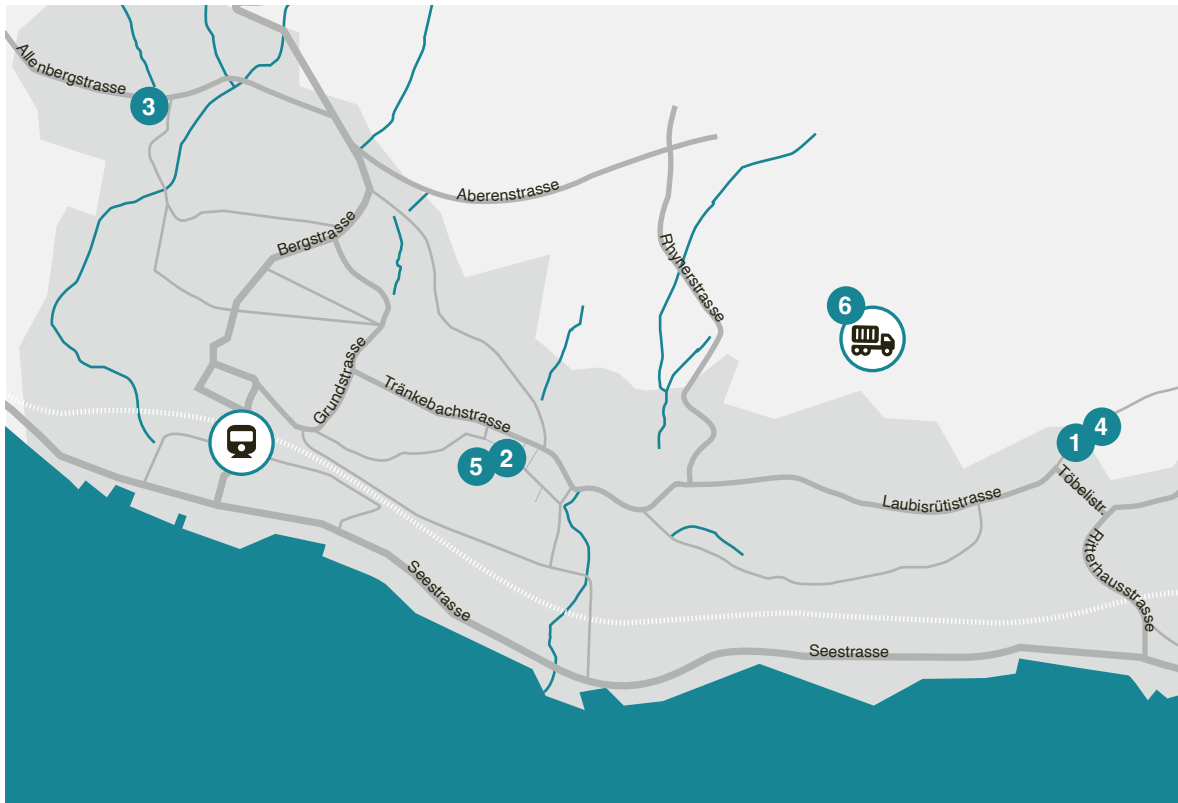 Allenbergstrasse
3
Aberenstrasse
Bergstrasse
Rhynerstrasse
6
Grundstrasse
Tränkebachstrasse
5
2
1
4
Töbelistr.
Laubisrütistrasse
Ritterhausstrasse
Seestrasse
Seestrasse